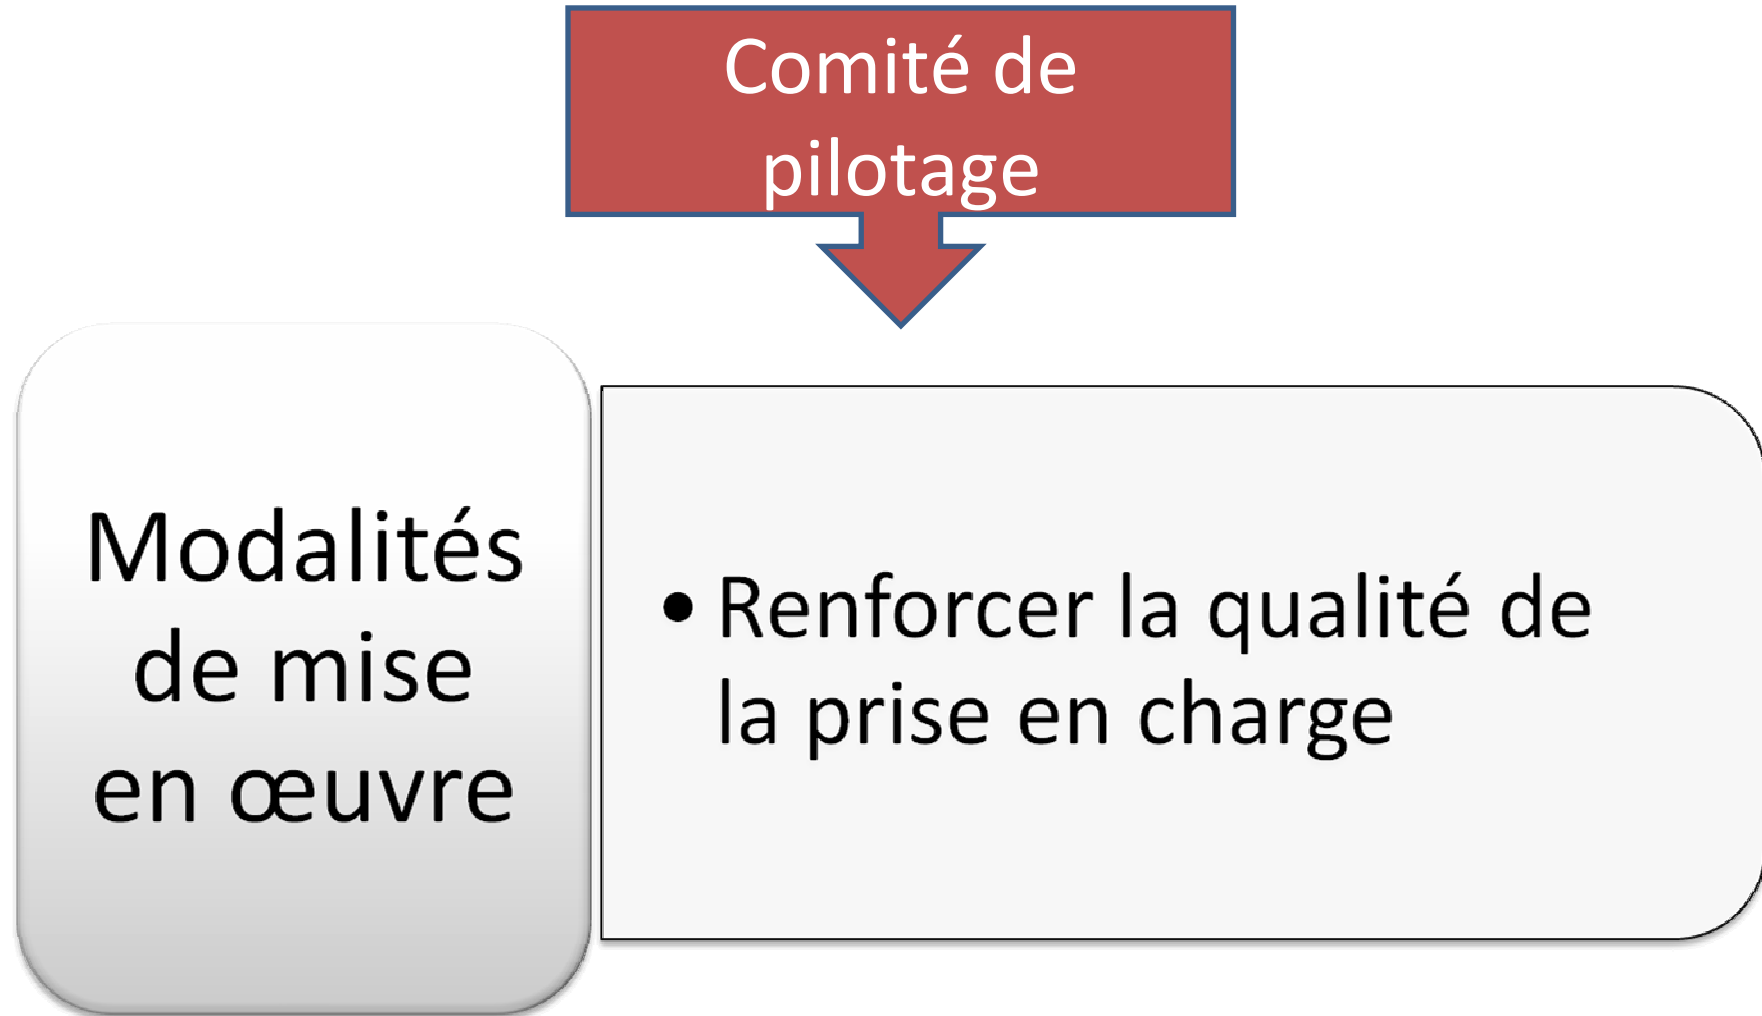 Comité de
pilotage
Modalités
de mise
en œuvre
• Renforcer la qualité de
la prise en charge